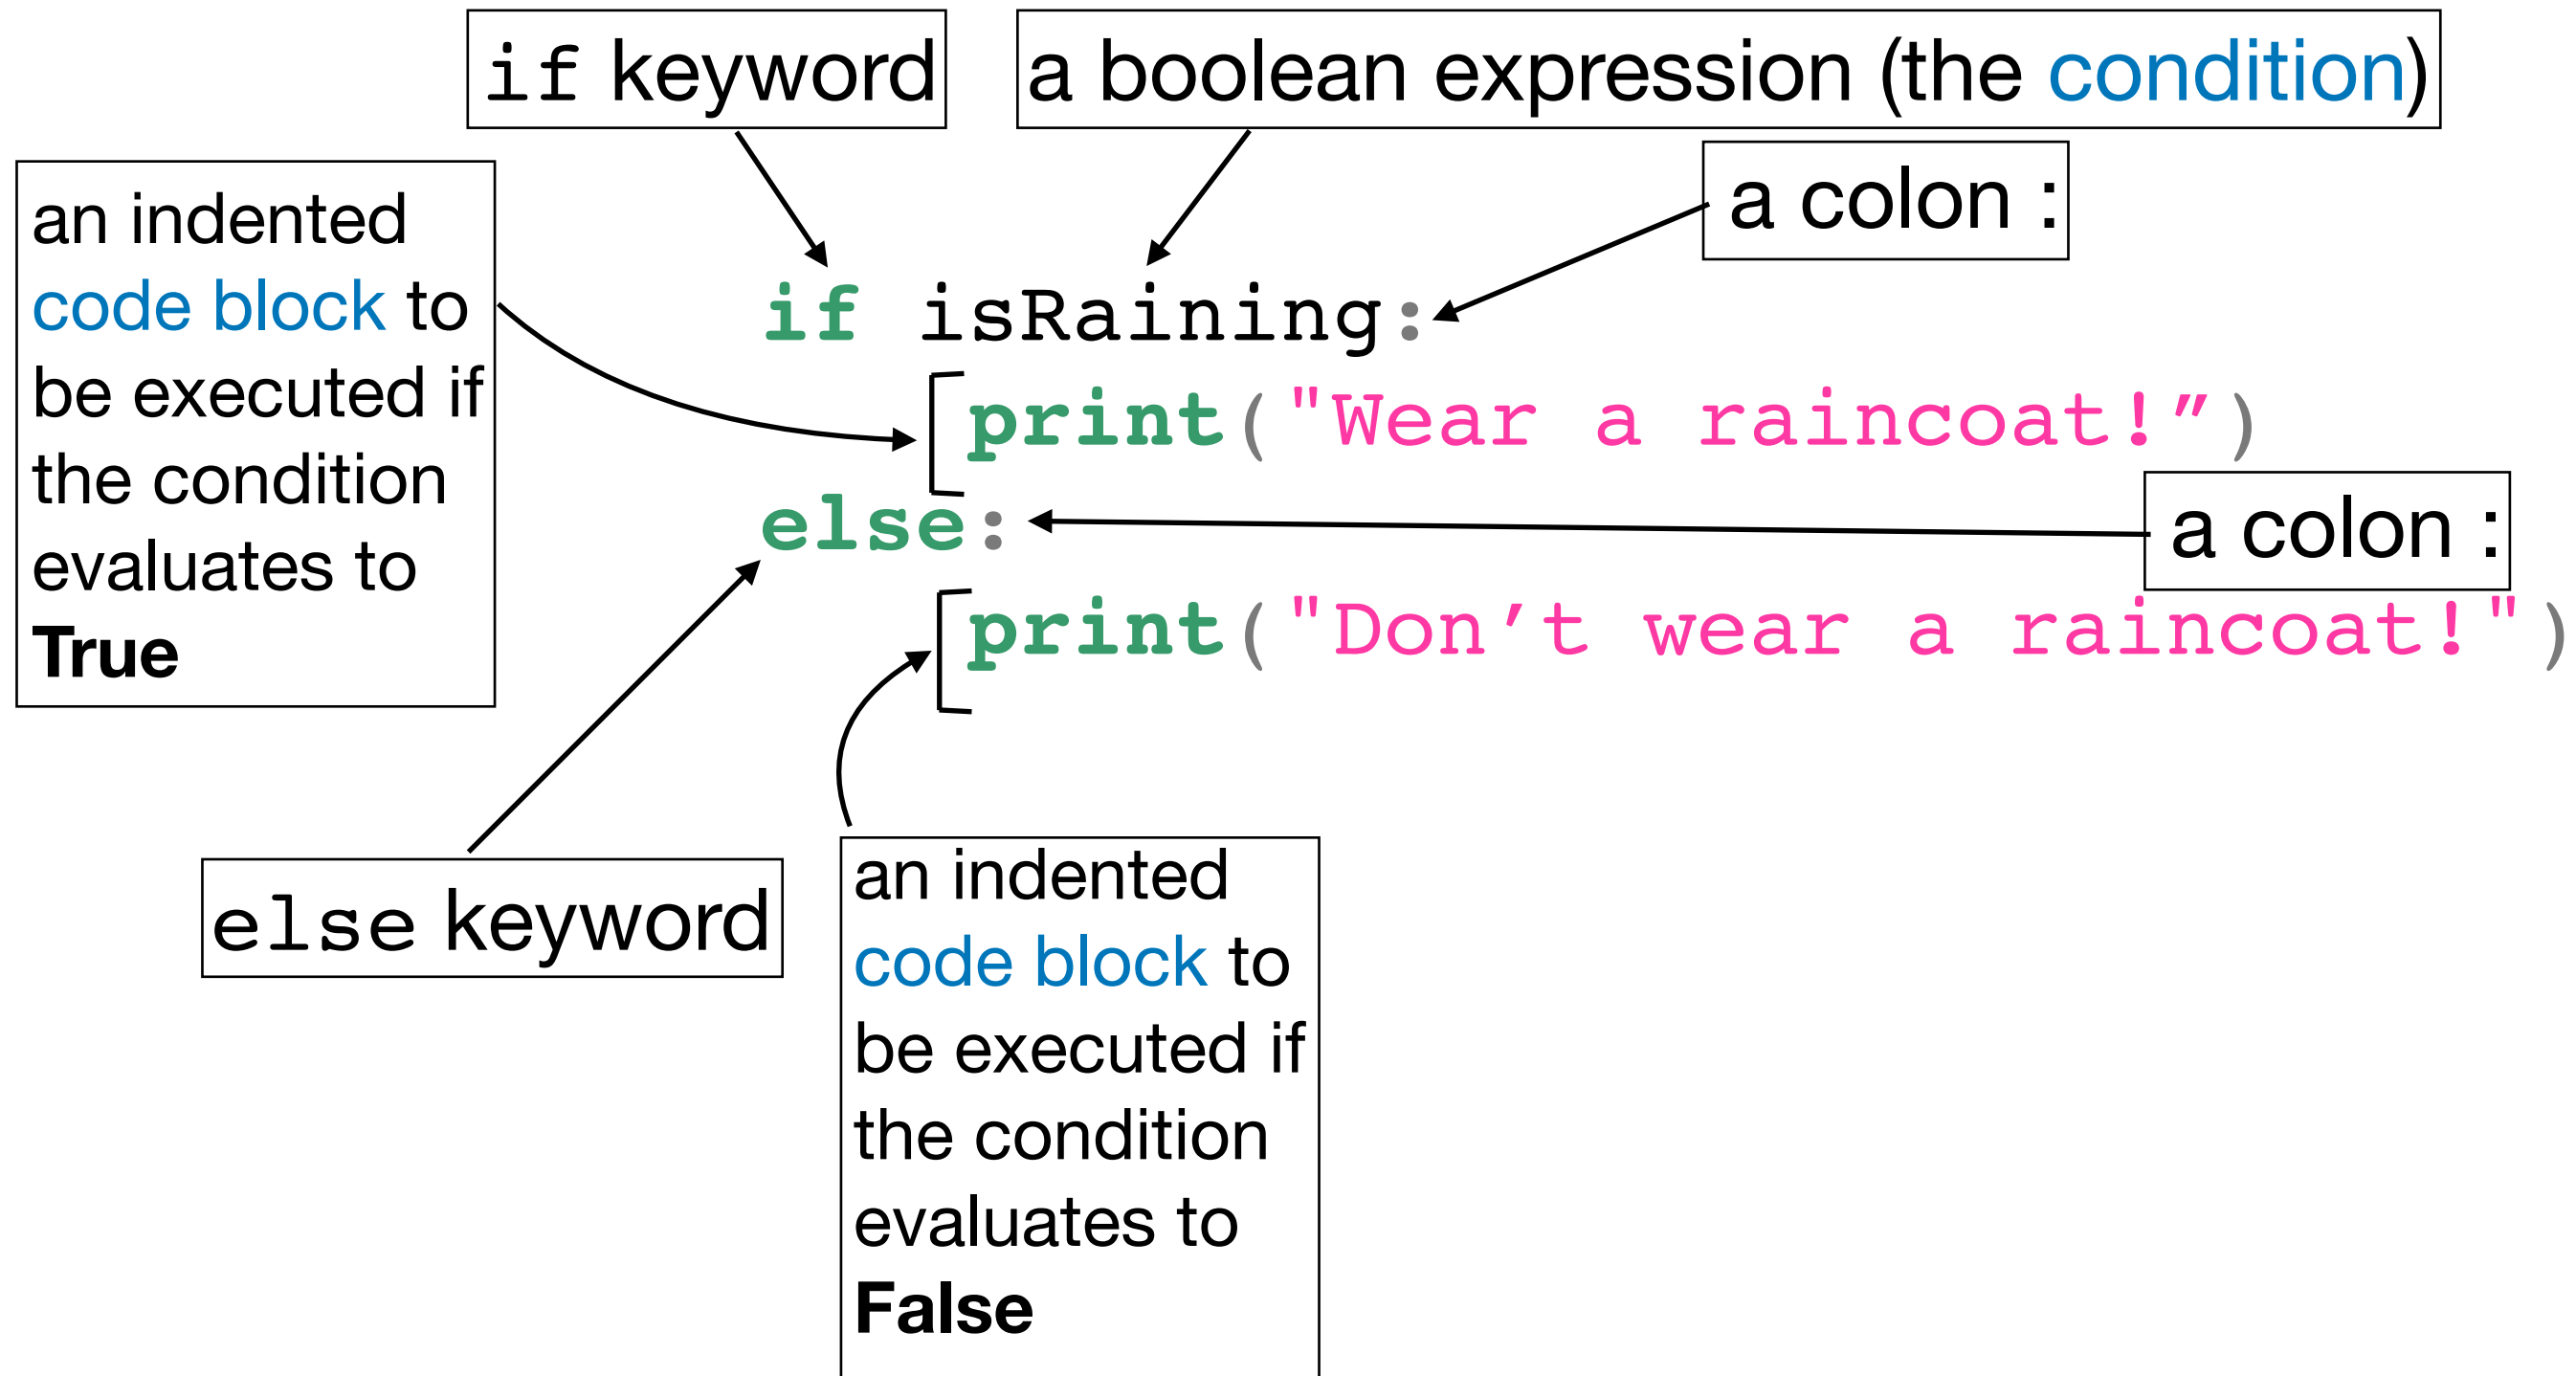 if keyword
a boolean expression (the condition)
a colon :
an indented
code block to
be executed if
the condition
evaluates to
True
if isRaining:
print("Wear a raincoat!”)
else:
a colon :
print("Don’t wear a raincoat!")
else keyword
an indented
code block to
be executed if
the condition
evaluates to
False